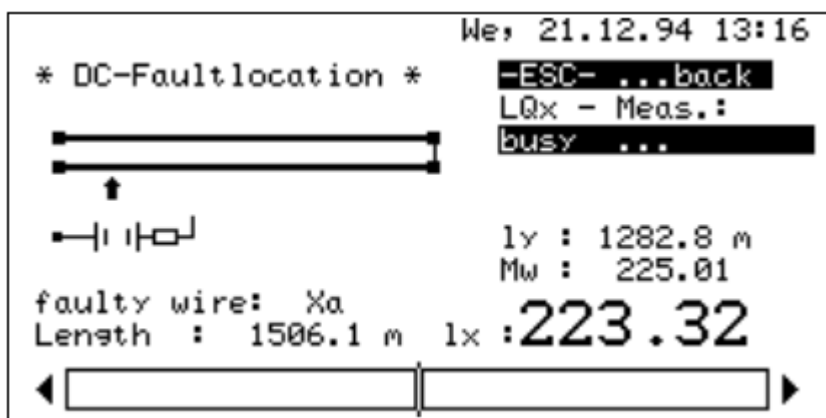 We, 21.12.94 13:16
* DC-Faultlocation *
-ESC- ...back
LQx - Meas.:
busy ...
ly : 1282.8 m
Mw : 225.01
faulty wire: Xa
Length : 1506.1 m lx :223.32